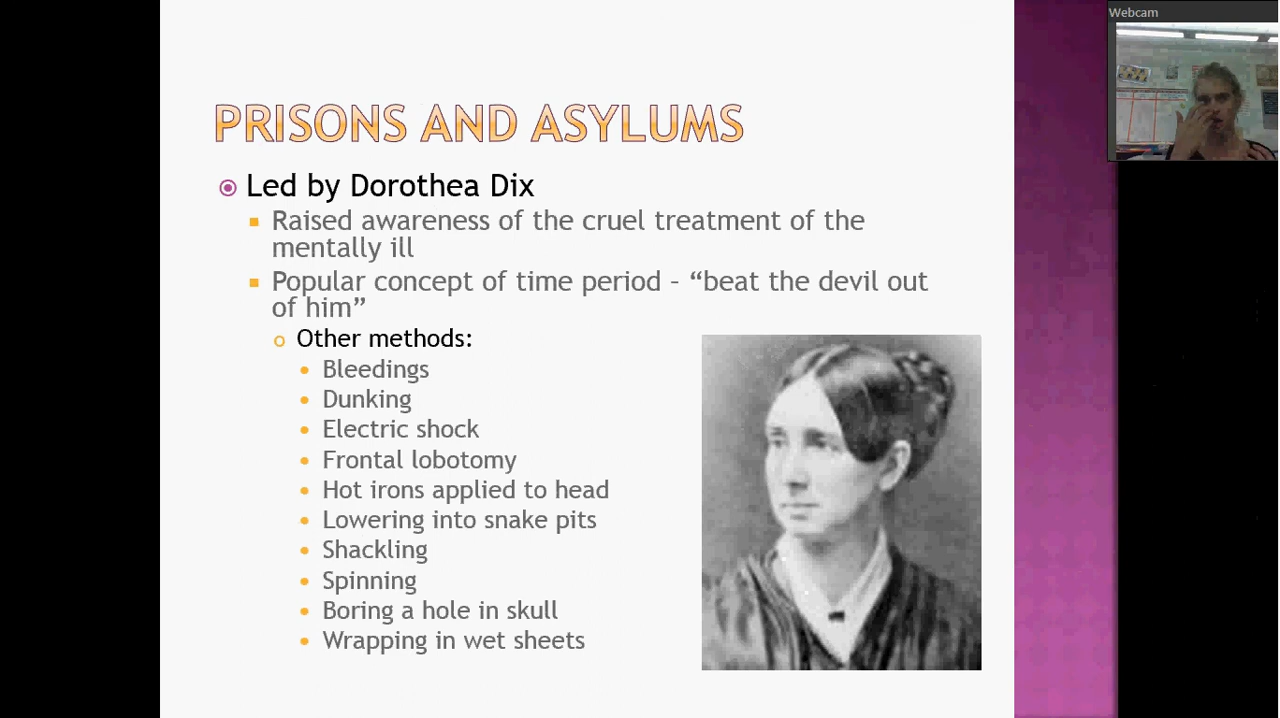 Webcam
PRISONS AND ASYLUMS
Led by Dorothea Dix
Raised awareness of the cruel treatment of the
mentally ill
Popular concept of time period – “beat the devil out
of him”
Other methods:
Bleedings
Dunking
Electric shock
Frontal lobotomy
Hot irons applied to head
Lowering into snake pits
Shackling
Spinning
Boring a hole in skull
Wrapping in wet sheets